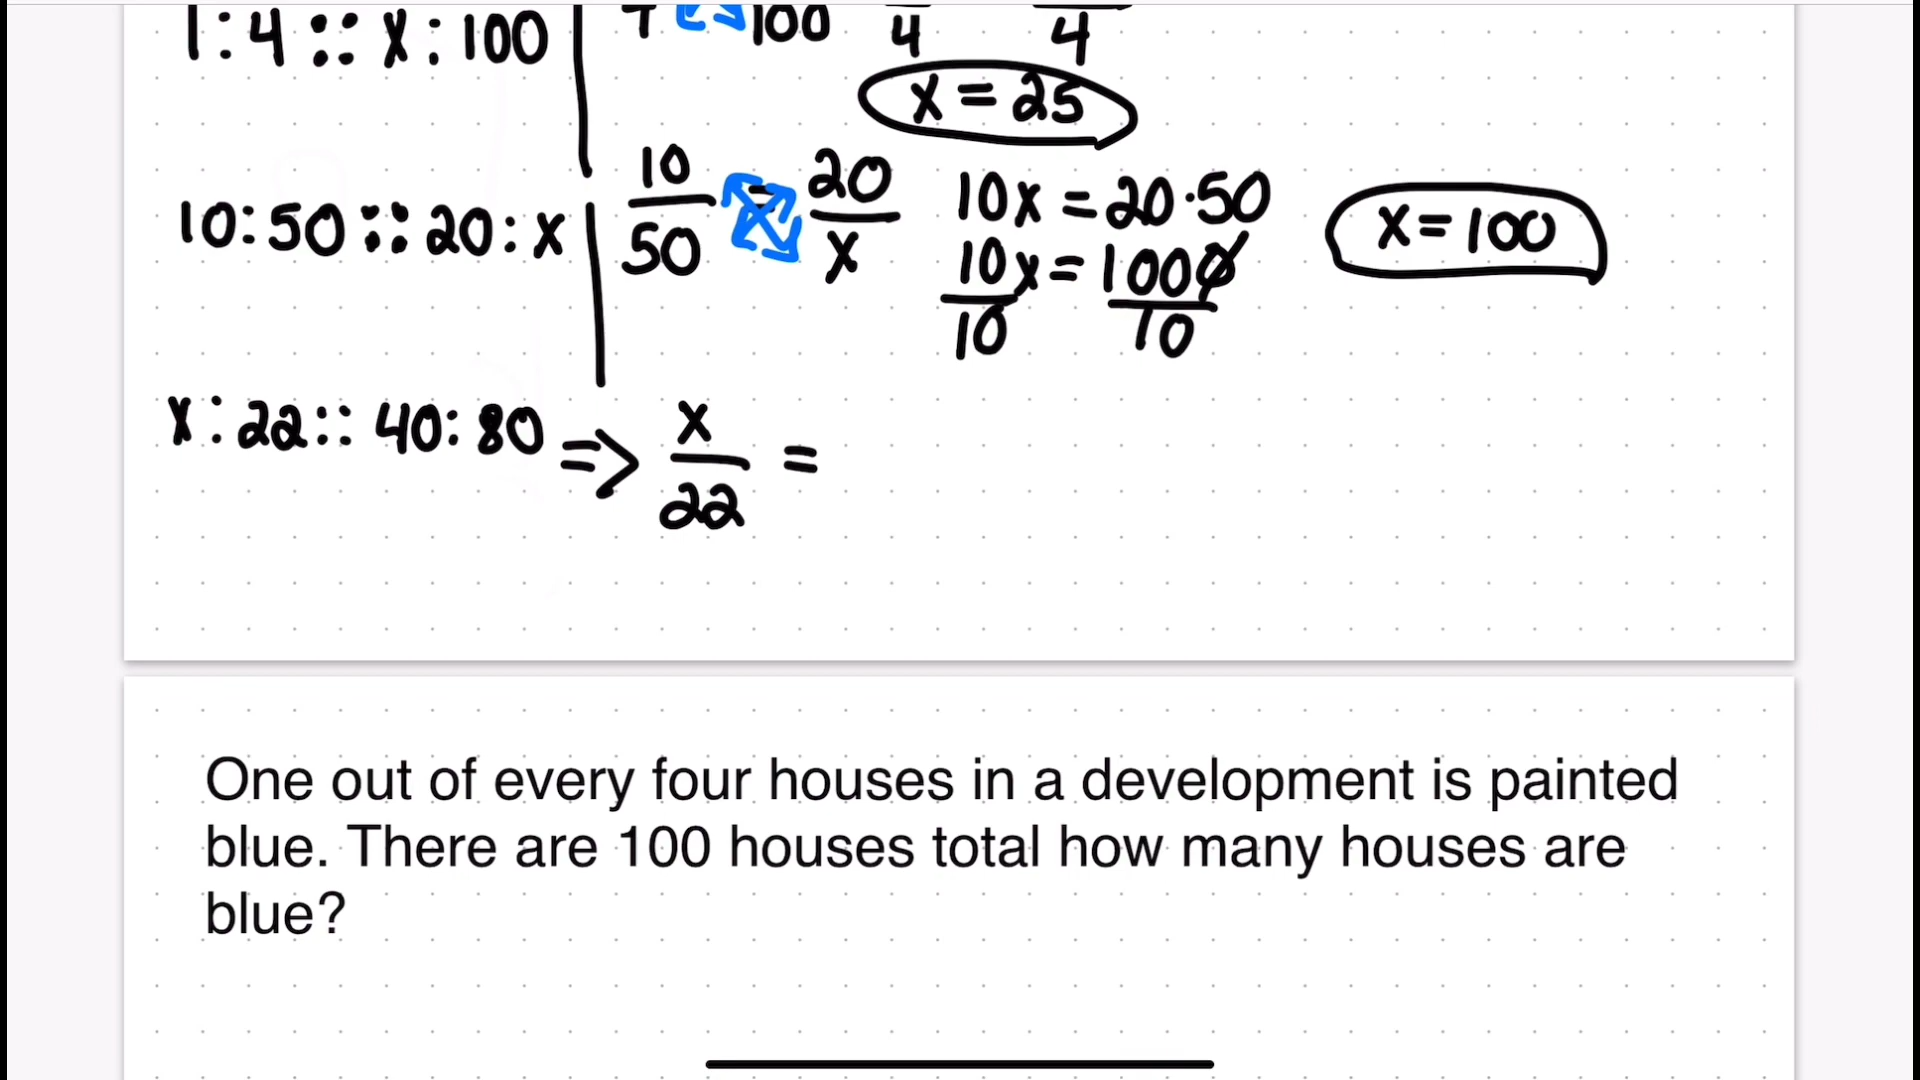 1:4::x:100
100
4
4
x=25
10:50::20:x
10
50
=
20
x
10x=20·50
10x=1000
10
10
x=100
x:22::40:80 => x
22
=
One out of every four houses in a development is painted
blue. There are 100 houses total how many houses are
blue?